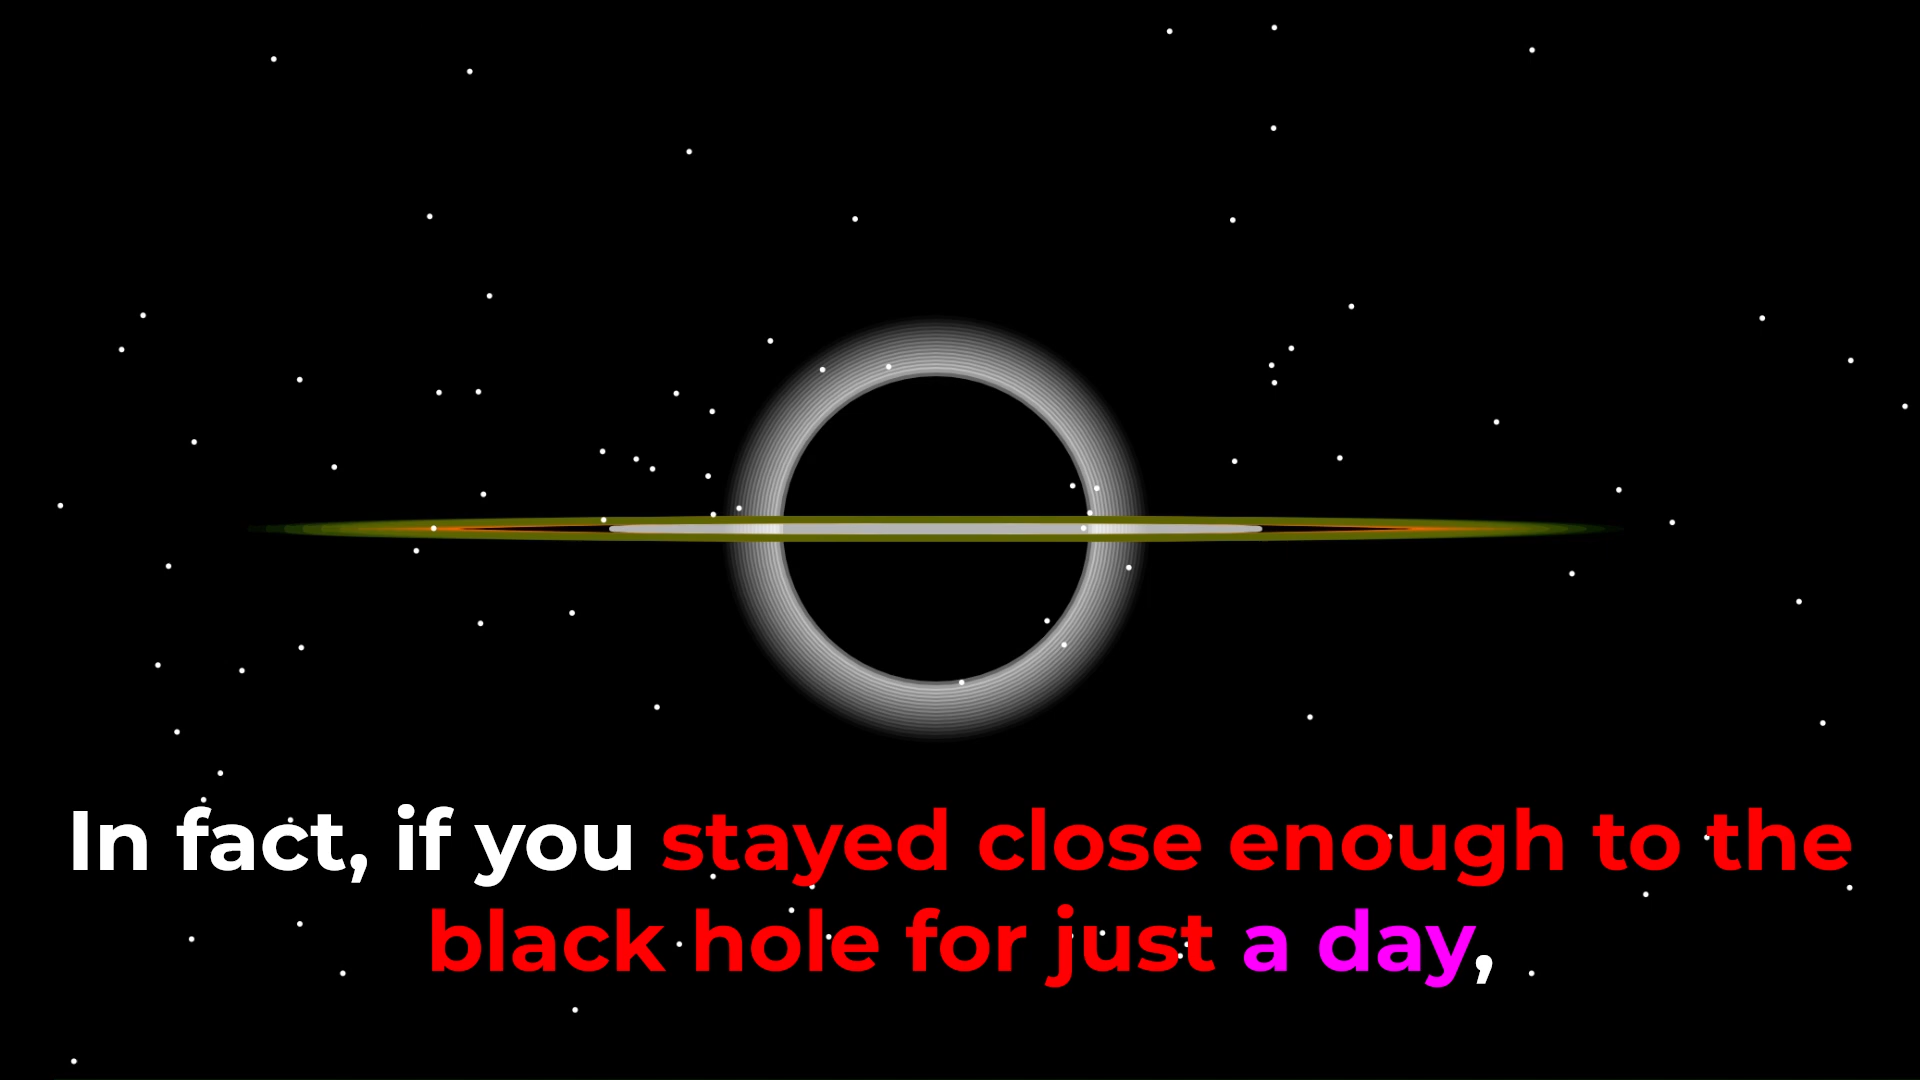 In fact, if you stayed close enough to the
black hole for just a day,